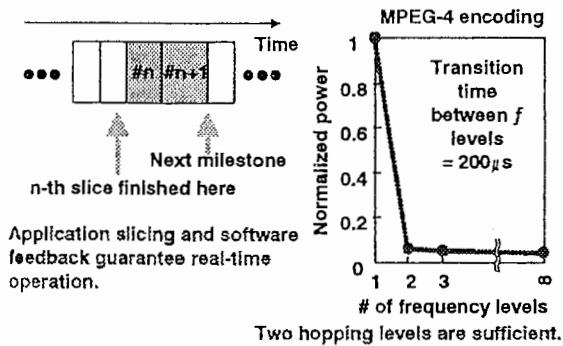 Time
#n
#n+1
Next milestone
n-th slice finished here
Application slicing and software
feedback guarantee real-time
operation.
MPEG-4 encoding
Normalized power
1
0.8
0.6
0.4
0.2
0
Transition
time
between f
levels
= 200μs
1
2
3
∞
# of frequency levels
Two hopping levels are sufficient.